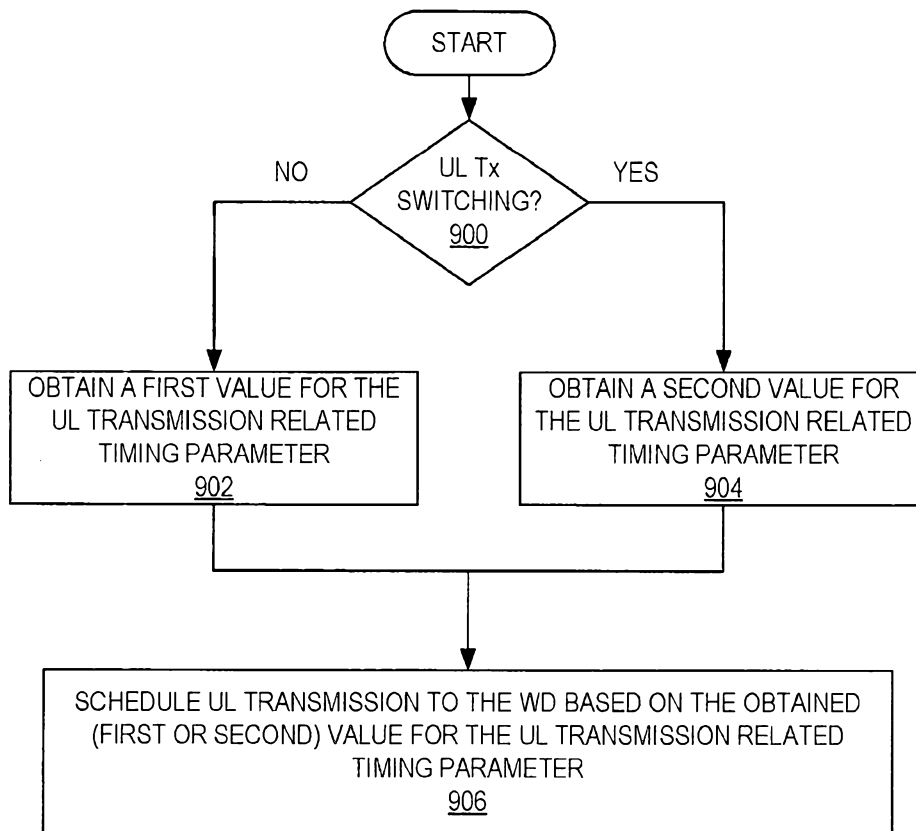 START
UL Tx
SWITCHING?
900
NO
YES
OBTAIN A FIRST VALUE FOR THE
UL TRANSMISSION RELATED
TIMING PARAMETER
902
OBTAIN A SECOND VALUE FOR
THE UL TRANSMISSION RELATED
TIMING PARAMETER
904
SCHEDULE UL TRANSMISSION TO THE WD BASED ON THE OBTAINED
(FIRST OR SECOND) VALUE FOR THE UL TRANSMISSION RELATED
TIMING PARAMETER
906